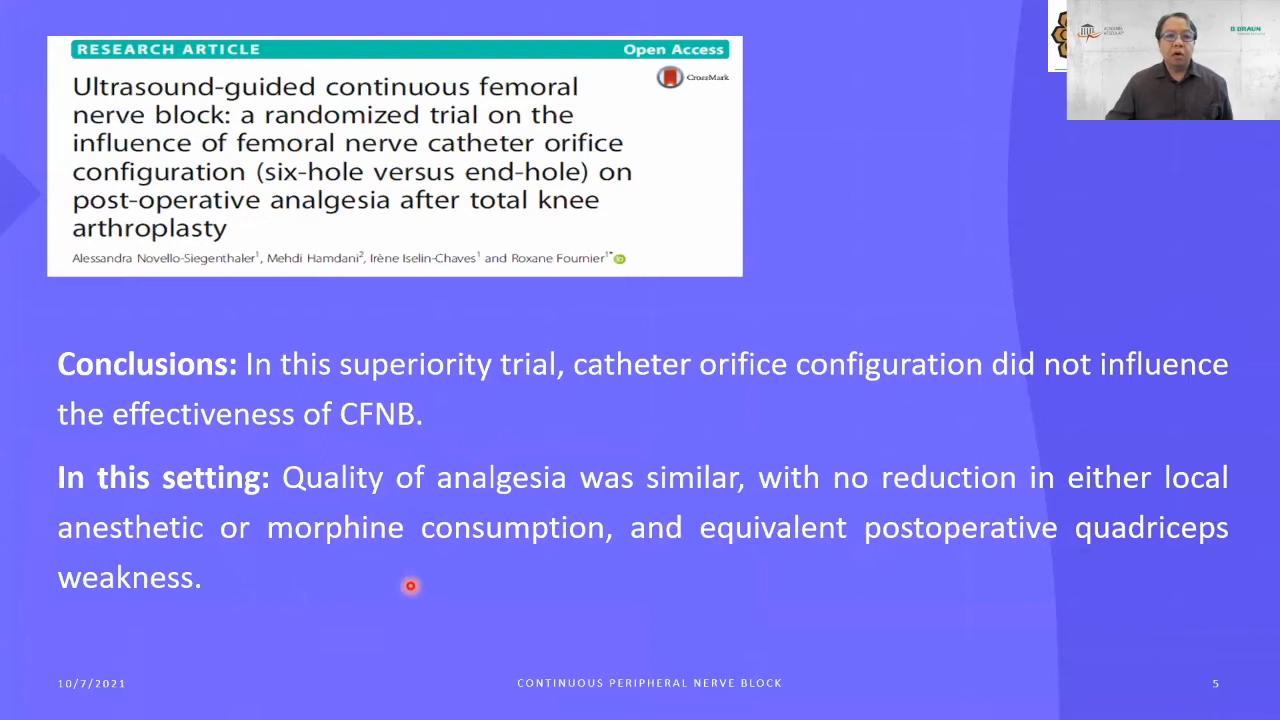 RESEARCH ARTICLE Open Access
Ultrasound-guided continuous femoral
nerve block: a randomized trial on the
influence of femoral nerve catheter orifice
configuration (six-hole versus end-hole) on
post-operative analgesia after total knee
arthroplasty
CrossMark
Alessandra Novello-Siegenthaler1, Mehdi Hamdani2, Irène Iselin-Chaves1 and Roxane Fournier1*
B|BRAUN
Conclusions: In this superiority trial, catheter orifice configuration did not influence
the effectiveness of CFNB.
In this setting: Quality of analgesia was similar, with no reduction in either local
anesthetic or morphine consumption, and equivalent postoperative quadriceps
weakness.
10/7/2021 CONTINUOUS PERIPHERAL NERVE BLOCK 5